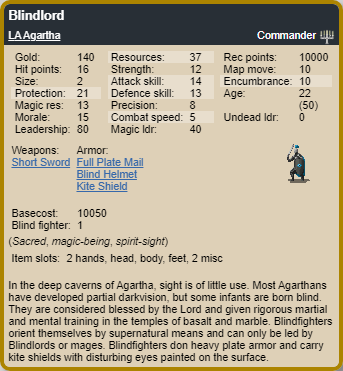 Blindlord
LA Agartha Commander
Gold: 140 Resources: 37 Rec points: 10000
Hit points: 16 Strength: 12 Map move: 10
Size: 2 Attack skill: 14 Encumbrance: 10
Protection: 21 Defence skill: 13 Age: 22
Magic res: 13 Precision: 8 (50)
Morale: 15 Combat speed: 5 Undead ldr: 0
Leadership: 80 Magic ldr: 40
Weapons: Armor:
Short Sword Full Plate Mail
Blind Helmet
Kite Shield
Basecost: 10050
Blind fighter: 1
(Sacred, magic-being, spirit-sight)
Item slots: 2 hands, head, body, feet, 2 misc
In the deep caverns of Agartha, sight is of little use. Most Agarthans
have developed partial darkvision, but some infants are born blind.
They are considered blessed by the Lord and given rigorous martial
and mental training in the temples of basalt and marble. Blindfighters
orient themselves by supernatural means and can only be led by
Blindlords or mages. Blindfighters don heavy plate armor and carry
kite shields with disturbing eyes painted on the surface.